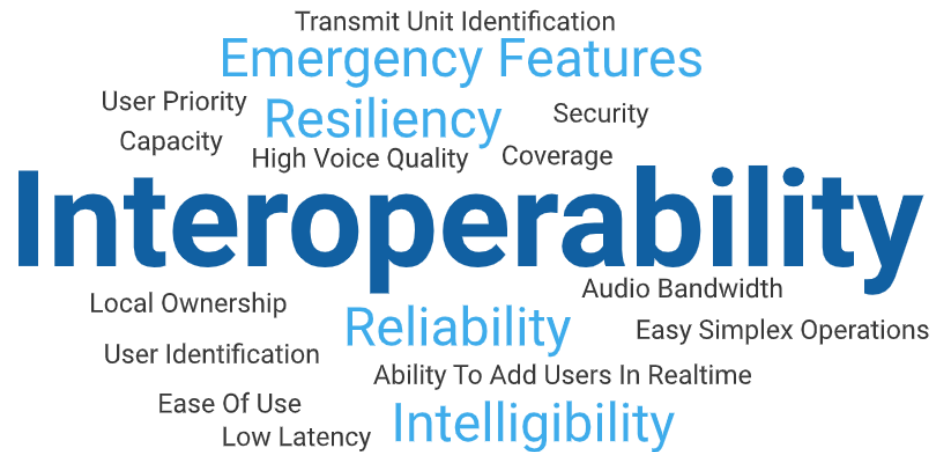 Transmit Unit Identification
Emergency Features
User Priority
Resiliency
Security
Capacity
High Voice Quality
Coverage
Interoperability
Audio Bandwidth
Local Ownership
Reliability
Easy Simplex Operations
User Identification
Ability To Add Users In Realtime
Ease Of Use
Intelligibility
Low Latency